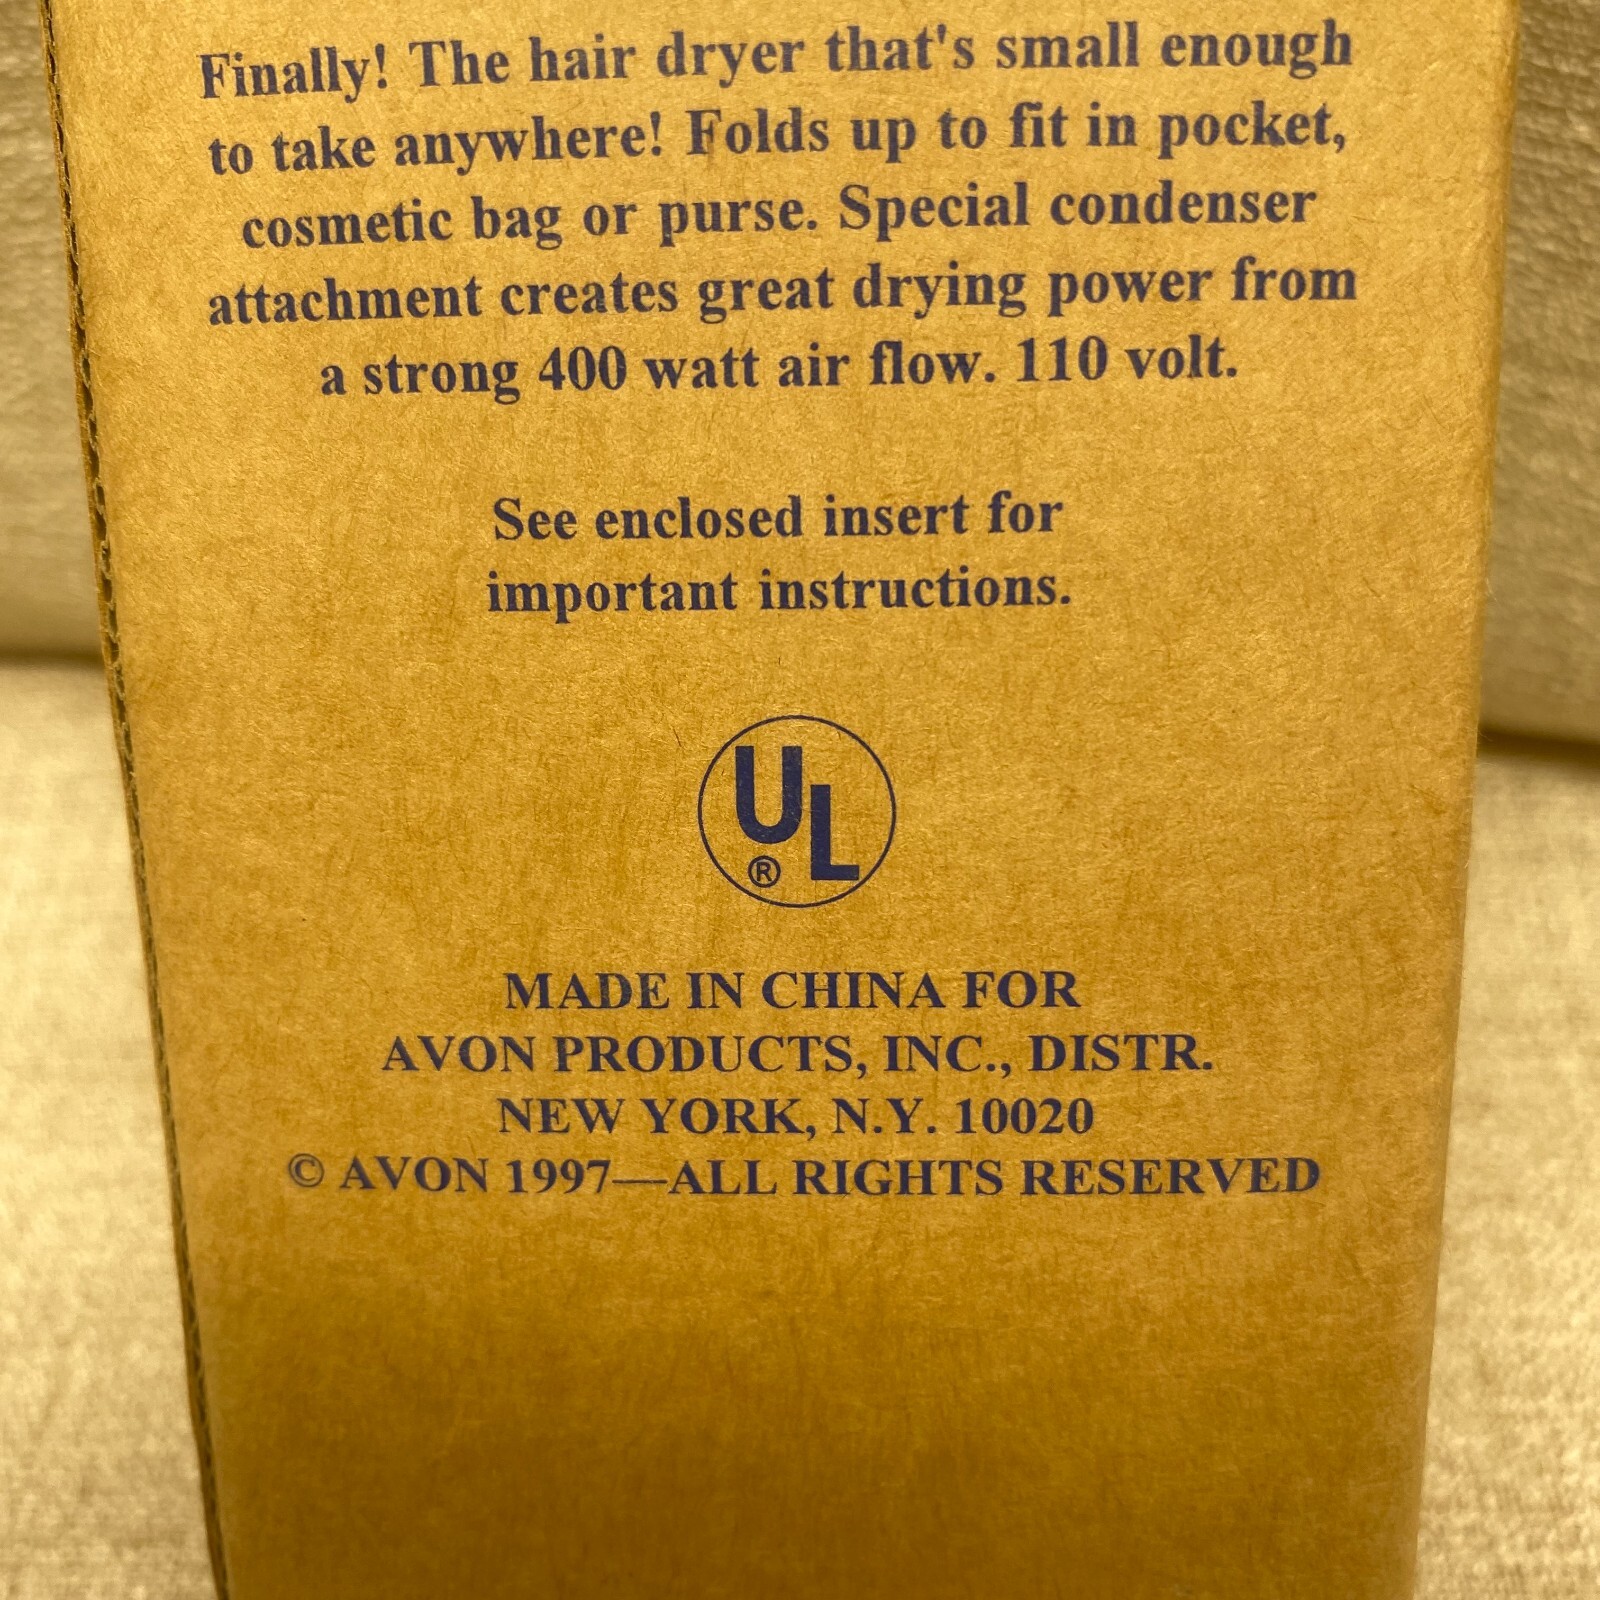 Finally! The hair dryer that's small enough
to take anywhere! Folds up to fit in pocket,
cosmetic bag or purse. Special condenser
attachment creates great drying power from
a strong 400 watt air flow. 110 volt.
See enclosed insert for
important instructions.
UL
®
MADE IN CHINA FOR
AVON PRODUCTS, INC., DISTR.
NEW YORK, N.Y. 10020
© AVON 1997—ALL RIGHTS RESERVED